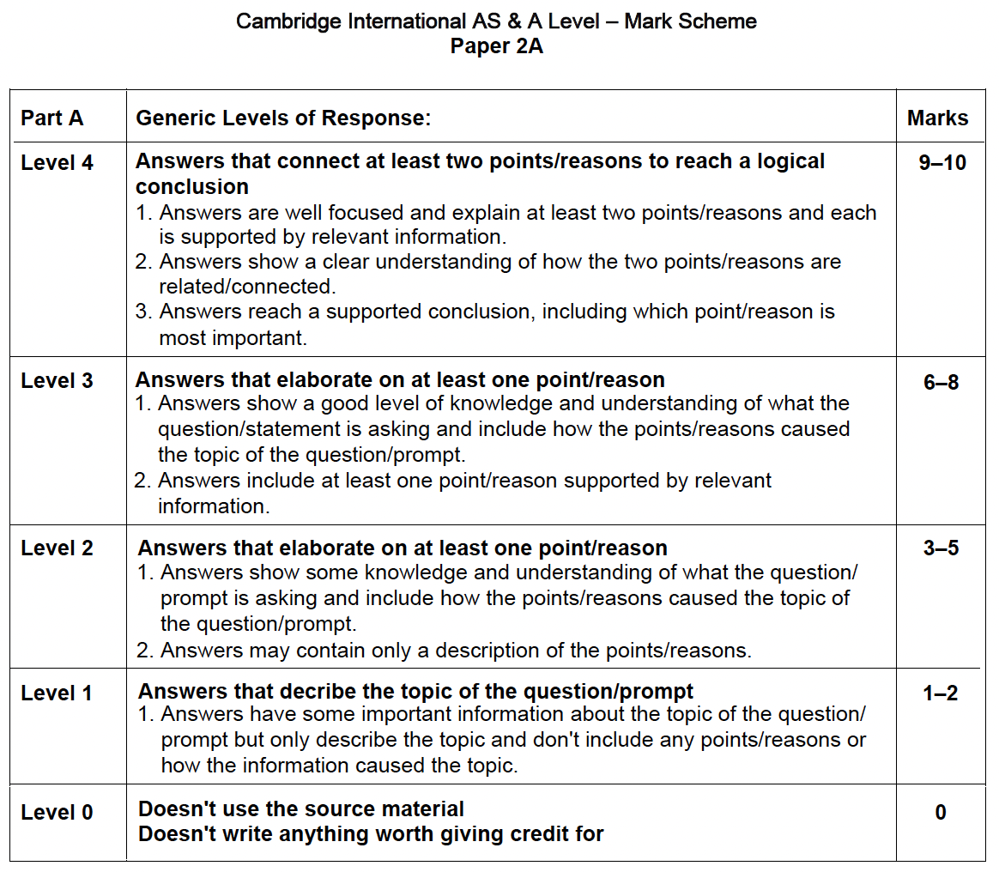 Cambridge International AS & A Level – Mark Scheme
Paper 2A
Part A
Generic Levels of Response:
Marks
Level 4
Answers that connect at least two points/reasons to reach a logical
conclusion
1. Answers are well focused and explain at least two points/reasons and each
is supported by relevant information.
2. Answers show a clear understanding of how the two points/reasons are
related/connected.
3. Answers reach a supported conclusion, including which point/reason is
most important.
9–10
Level 3
Answers that elaborate on at least one point/reason
1. Answers show a good level of knowledge and understanding of what the
question/statement is asking and include how the points/reasons caused
the topic of the question/prompt.
2. Answers include at least one point/reason supported by relevant
information.
6–8
Level 2
Answers that elaborate on at least one point/reason
1. Answers show some knowledge and understanding of what the question/
prompt is asking and include how the points/reasons caused the topic of
the question/prompt.
2. Answers may contain only a description of the points/reasons.
3–5
Level 1
Answers that decribe the topic of the question/prompt
1. Answers have some important information about the topic of the question/
prompt but only describe the topic and don't include any points/reasons or
how the information caused the topic.
1–2
Level 0
Doesn't use the source material
Doesn't write anything worth giving credit for
0